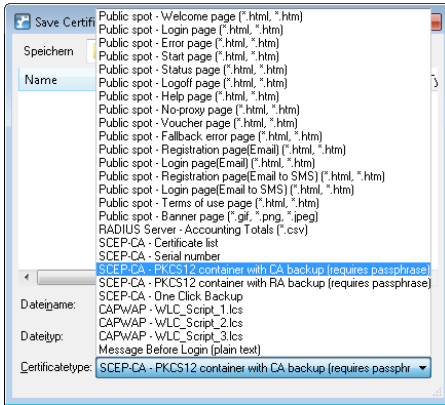 Save Certifi
Speichern
Name
Public spot - Welcome page (*.html, *.htm)
Public spot - Login page (*.html, *.htm)
Public spot - Error page (*.html, *.htm)
Public spot - Start page (*.html, *.htm)
Public spot - Status page (*.html, *.htm)
Public spot - Logoff page (*.html, *.htm)
Public spot - Help page (*.html, *.htm)
Public spot - No-proxy page (*.html, *.htm)
Public spot - Voucher page (*.html, *.htm)
Public spot - Fallback error page (*.html, *.htm)
Public spot - Registration page(Email) (*.html, *.htm)
Public spot - Login page(Email) (*.html, *.htm)
Public spot - Registration page(Email to SMS) (*.html, *.htm)
Public spot - Login page(Email to SMS) (*.html, *.htm)
Public spot - Terms of use page (*.html, *.htm)
Public spot - Banner page (*.gif, *.png, *.jpeg)
RADIUS Server - Accounting Totals (*.csv)
SCEP-CA - Certificate list
SCEP-CA - Serial number
SCEP-CA - PKCS12 container with CA backup (requires passphrase)
SCEP-CA - PKCS12 container with RA backup (requires passphrase)
SCEP-CA - One Click Backup
CAPWAP - WLC_Script_1.lcs
CAPWAP - WLC_Script_2.lcs
CAPWAP - WLC_Script_3.lcs
Message Before Login (plain text)
Dateiname:
Dateityp:
Certificatetype: SCEP-CA - PKCS12 container with CA backup (requires passphr